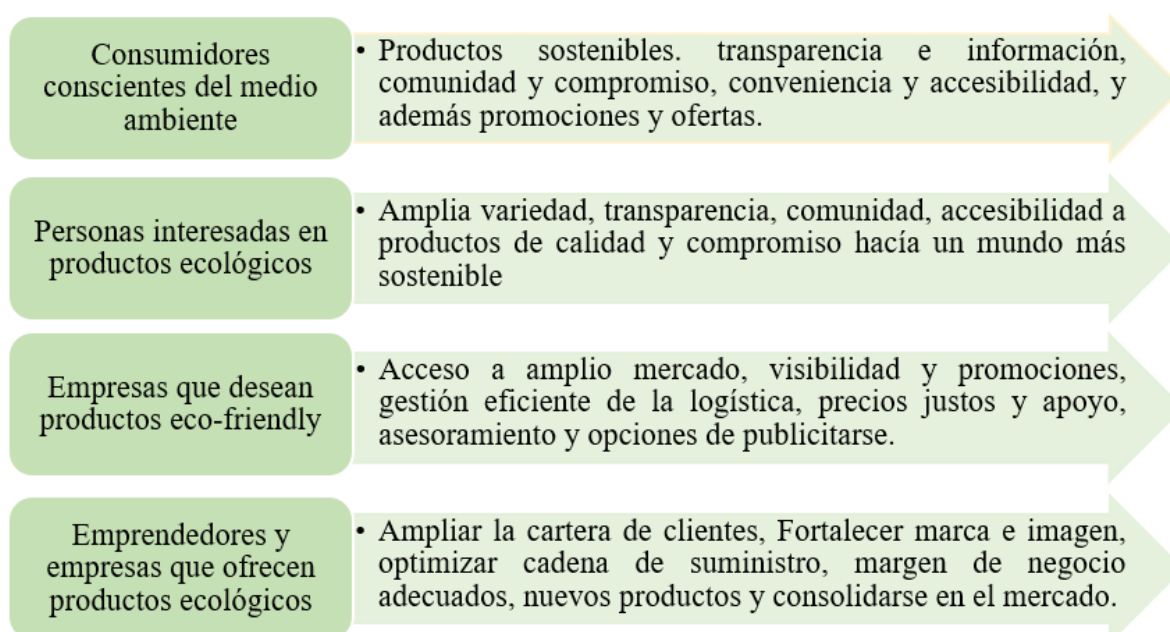 Consumidores
conscientes del medio
ambiente
• Productos sostenibles. transparencia e información,
comunidad y compromiso, conveniencia y accesibilidad, y
además promociones y ofertas.
Personas interesadas en
productos ecológicos
• Amplia variedad, transparencia, comunidad, accesibilidad a
productos de calidad y compromiso hacía un mundo más
sostenible
Empresas que desean
productos eco-friendly
• Acceso a amplio mercado, visibilidad y promociones,
gestión eficiente de la logística, precios justos y apoyo,
asesoramiento y opciones de publicitarse.
Emprendedores y
empresas que ofrecen
productos ecológicos
• Ampliar la cartera de clientes, Fortalecer marca e imagen,
optimizar cadena de suministro, margen de negocio
adecuados, nuevos productos y consolidarse en el mercado.